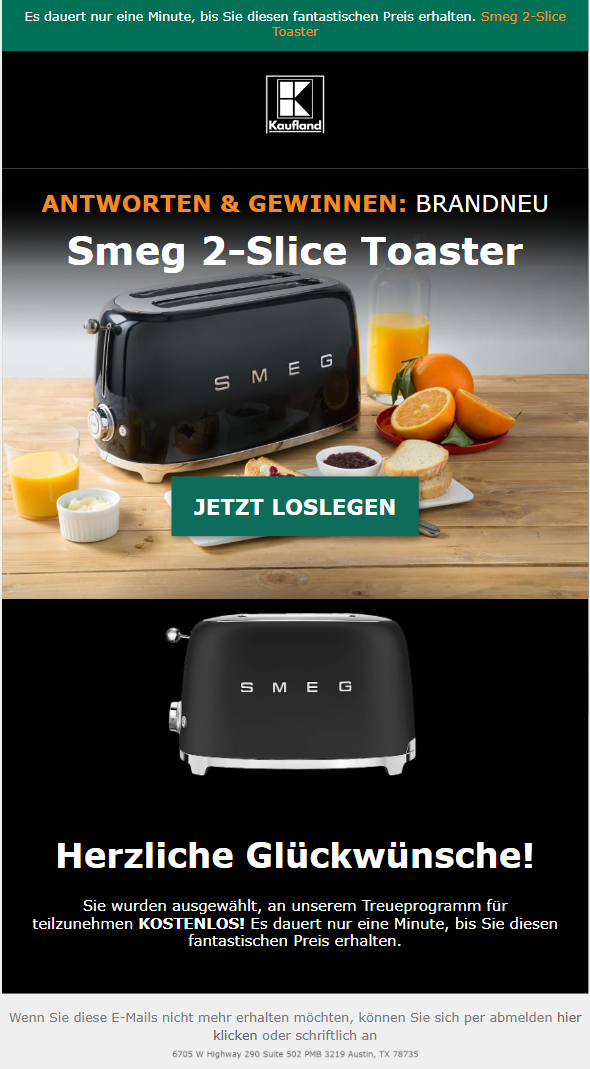 Es dauert nur eine Minute, bis Sie diesen fantastischen Preis erhalten. Smeg 2-Slice
Toaster
Kaufland
ANTWORTEN & GEWINNEN: BRANDNEU
Smeg 2-Slice Toaster
SMEG
JETZT LOSLEGEN
SMEG
Herzliche Glückwünsche!
Sie wurden ausgewählt, an unserem Treueprogramm für
teilzunehmen KOSTENLOS! Es dauert nur eine Minute, bis Sie diesen
fantastischen Preis erhalten.
Wenn Sie diese E-Mails nicht mehr erhalten möchten, können Sie sich per abmelden hier
klicken oder schriftlich an
6705 W Highway 290 Suite 502 PMB 3219 Austin, TX 78735